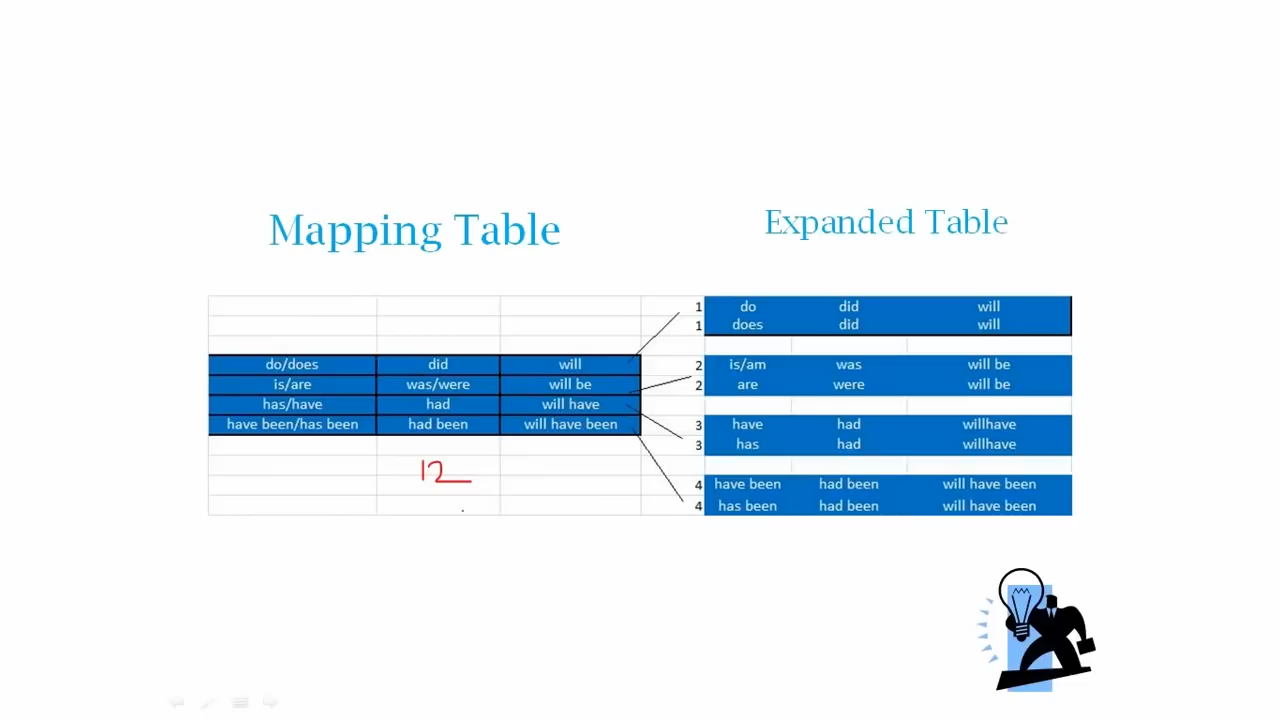 Mapping Table
Expanded Table
do/does did will
is/are was/were will be
has/have had will have
have been/has been had been will have been
12
1 do did will
1 does did will
2 is/am was will be
2 are were will be
3 have had willhave
3 has had willhave
4 have been had been will have been
4 has been had been will have been